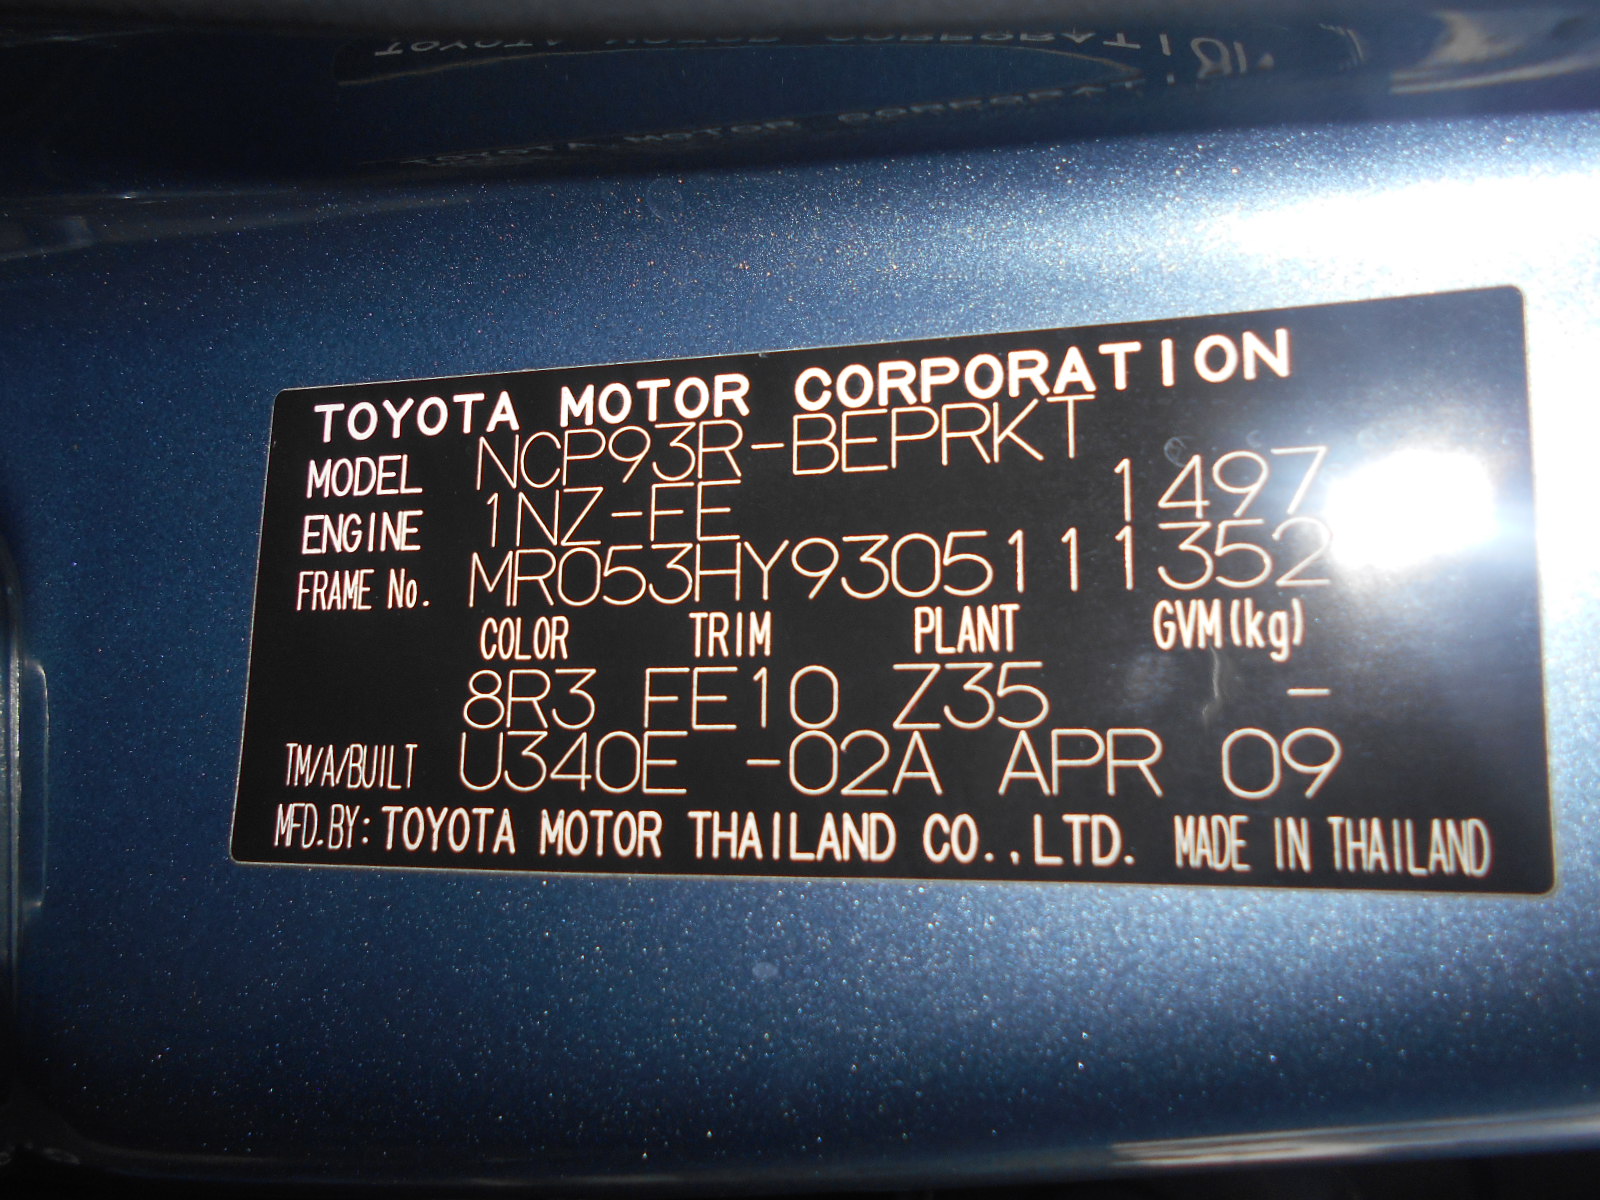 TOYOTA MOTOR CORPORATION
MODEL NCP93R-BEPRKT
ENGINE 1NZ-FE 1497
FRAME No. MR053HY9305111352
COLOR TRIM PLANT GVM(kg)
8R3 FE10 Z35 -
TM/A/BUILT U340E -02A APR 09
MFD.BY: TOYOTA MOTOR THAILAND CO.,LTD. MADE IN THAILAND